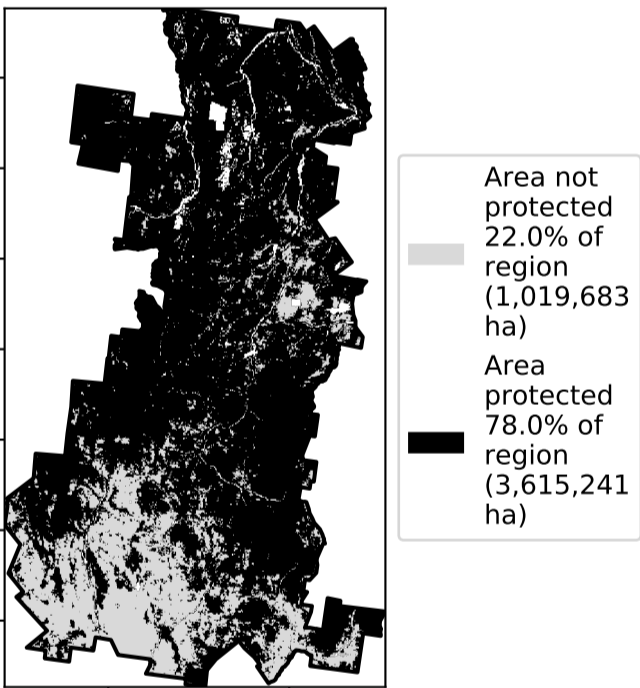 Area not
protected
22.0% of
region
(1,019,683
ha)
Area
protected
78.0% of
region
(3,615,241
ha)